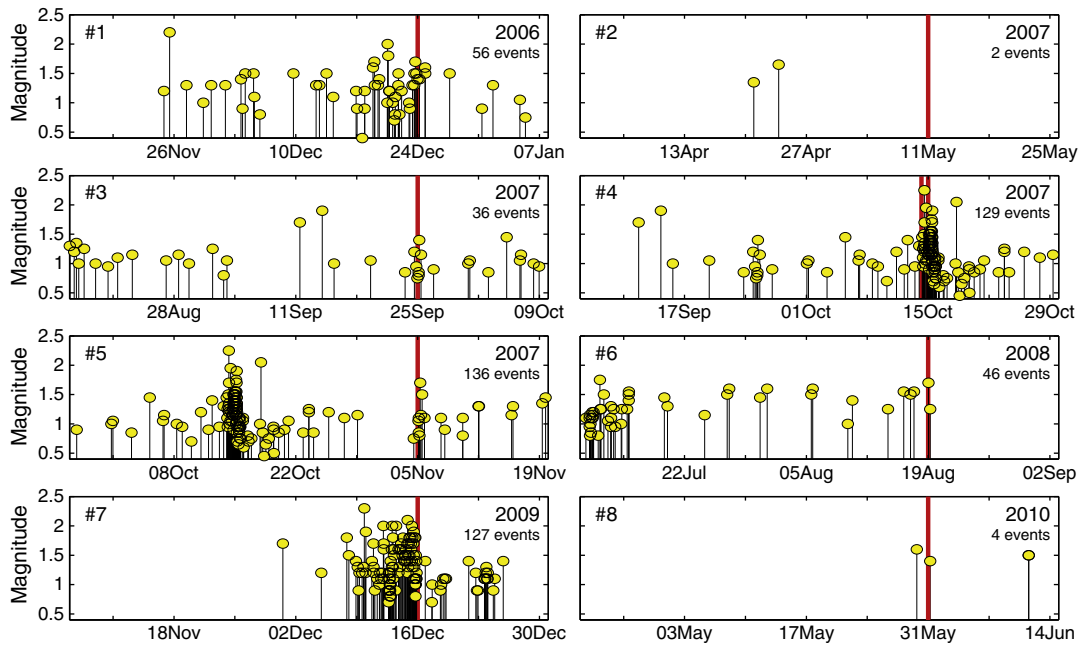 2.5
2
1.5
1
0.5
Magnitude
#1
2006
56 events
26Nov 10Dec 24Dec 07Jan
#2
2007
2 events
13Apr 27Apr 11May 25May
2.5
2
1.5
1
0.5
Magnitude
#3
2007
36 events
28Aug 11Sep 25Sep 09Oct
#4
2007
129 events
17Sep 01Oct 15Oct 29Oct
2.5
2
1.5
1
0.5
Magnitude
#5
2007
136 events
08Oct 22Oct 05Nov 19Nov
#6
2008
46 events
22Jul 05Aug 19Aug 02Sep
2.5
2
1.5
1
0.5
Magnitude
#7
2009
127 events
18Nov 02Dec 16Dec 30Dec
#8
2010
4 events
03May 17May 31May 14Jun